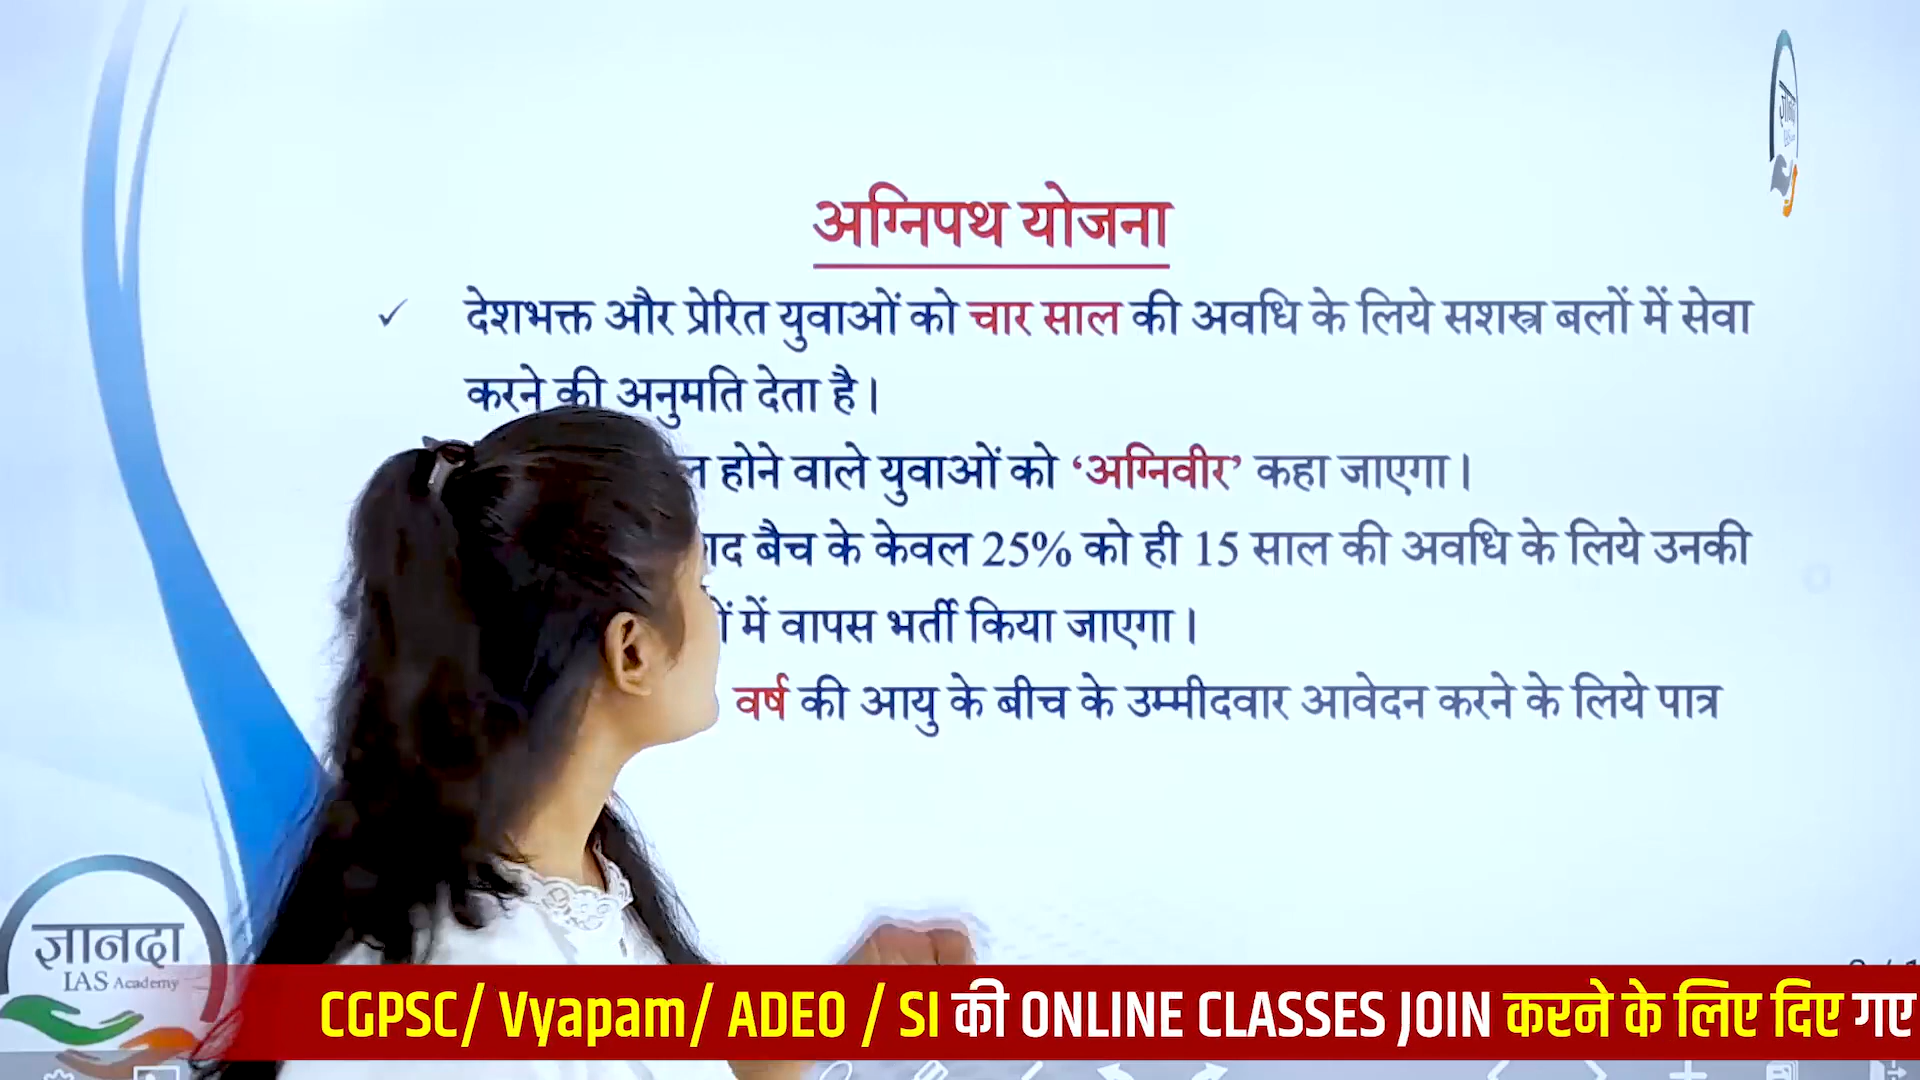 अग्निपथ योजना
✓ देशभक्त और प्रेरित युवाओं को चार साल की अवधि के लिये सशस्त्र बलों में सेवा
करने की अनुमति देता है।
होने वाले युवाओं को ‘अग्निवीर’ कहा जाएगा।
बैच के केवल 25% को ही 15 साल की अवधि के लिये उनकी
में वापस भर्ती किया जाएगा।
वर्ष की आयु के बीच के उम्मीदवार आवेदन करने के लिये पात्र
ज्ञानदा
IAS Academy
CGPSC/ Vyapam/ ADEO / SI की ONLINE CLASSES JOIN करने के लिए दिए गए